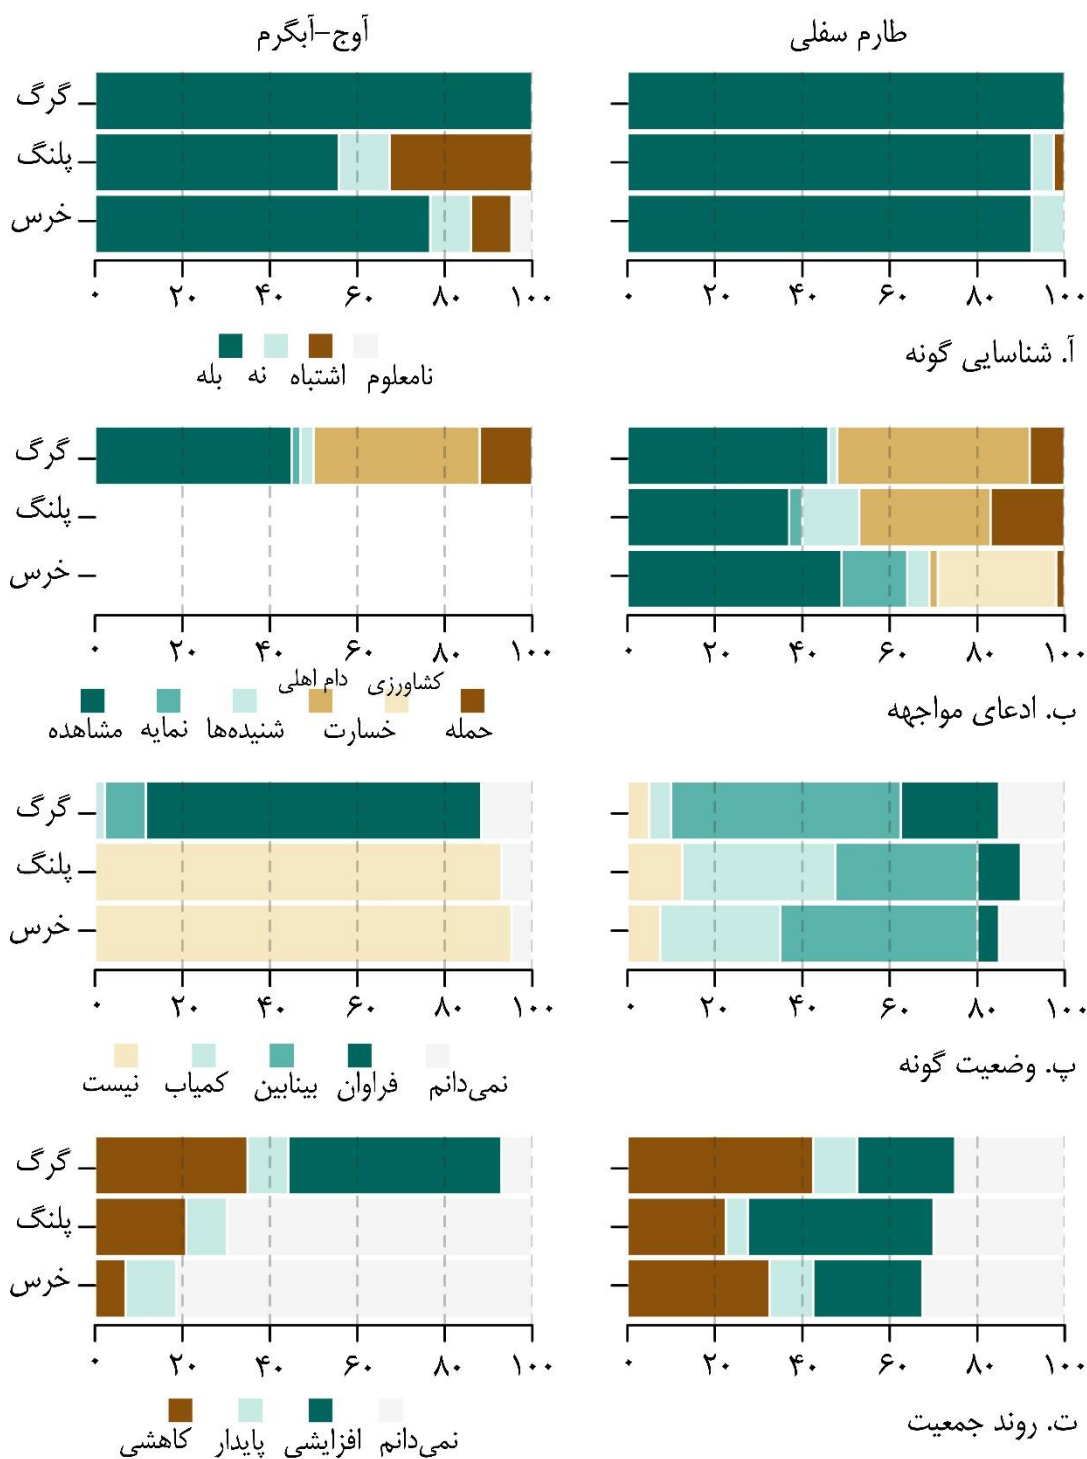 آوج-آبگرم
طارم سفلی
گرگ
پلنگ
خرس
۰ ۲۰ ۴۰ ۶۰ ۸۰ ۱۰۰
۰ ۲۰ ۴۰ ۶۰ ۸۰ ۱۰۰
بله نه اشتباه نامعلوم
آ. شناسایی گونه
گرگ
پلنگ
خرس
۰ ۲۰ ۴۰ ۶۰ ۸۰ ۱۰۰
۰ ۲۰ ۴۰ ۶۰ ۸۰ ۱۰۰
دام اهلی کشاورزی
مشاهده نمایه شنیده‌ها خسارت حمله
ب. ادعای مواجهه
گرگ
پلنگ
خرس
۰ ۲۰ ۴۰ ۶۰ ۸۰ ۱۰۰
۰ ۲۰ ۴۰ ۶۰ ۸۰ ۱۰۰
نیست کمیاب بینابین فراوان نمی‌دانم
پ. وضعیت گونه
گرگ
پلنگ
خرس
۰ ۲۰ ۴۰ ۶۰ ۸۰ ۱۰۰
۰ ۲۰ ۴۰ ۶۰ ۸۰ ۱۰۰
کاهشی پایدار افزایشی نمی‌دانم
ت. روند جمعیت